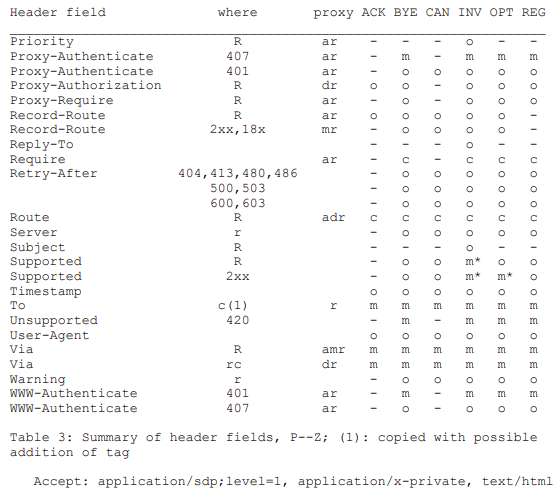 Header field where proxy ACK BYE CAN INV OPT REG
Priority R ar - - - o - -
Proxy-Authenticate 407 ar - m - m m m
Proxy-Authenticate 401 ar - o o o o o
Proxy-Authorization R dr o o - o o o
Proxy-Require R ar - o - o o o
Record-Route R ar o o o o o -
Record-Route 2xx,18x mr - o o o o -
Reply-To - - - o - -
Require ar - c - c c c
Retry-After 404,413,480,486 - o o o o o
500,503 - o o o o o
600,603 - o o o o o
Route R adr c c c c c c
Server r - o o o o o
Subject R - - - o - -
Supported R - o o m* o o
Supported 2xx - o o m* m* o
Timestamp o o o o o o
To c(1) r m m m m m m
Unsupported 420 - m - m m m
User-Agent o o o o o o
Via R amr m m m m m m
Via rc dr m m m m m m
Warning r - o o o o o
WWW-Authenticate 401 ar - m - m m m
WWW-Authenticate 407 ar - o - o o o
Table 3: Summary of header fields, P--Z; (1): copied with possible
addition of tag
Accept: application/sdp;level=1, application/x-private, text/html